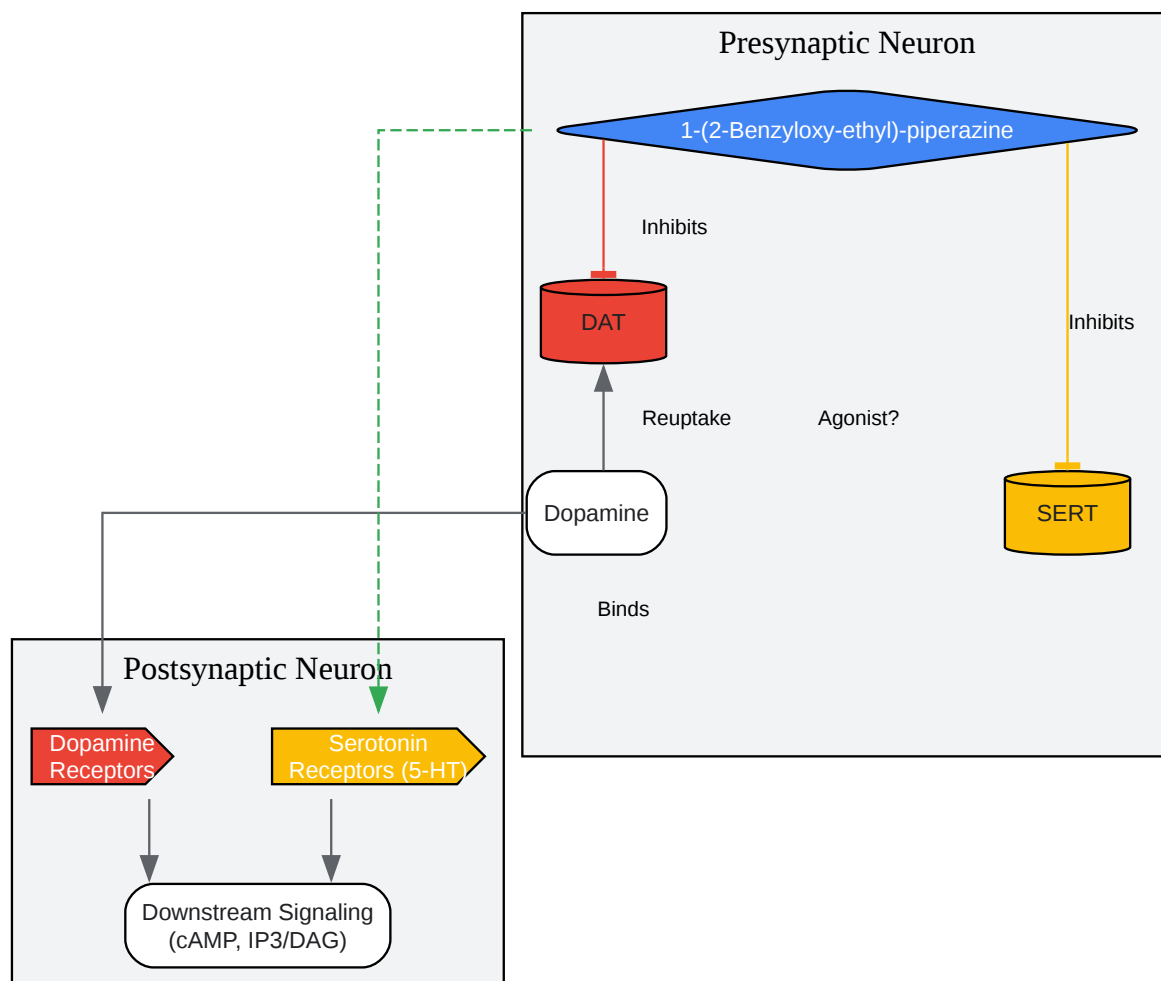 Presynaptic Neuron
1-(2-Benzyloxy-ethyl)-piperazine
Inhibits
DAT
Inhibits
Reuptake
Agonist?
Dopamine
SERT
Binds
Postsynaptic Neuron
Dopamine
Receptors
Serotonin
Receptors (5-HT)
Downstream Signaling
(cAMP, IP3/DAG)